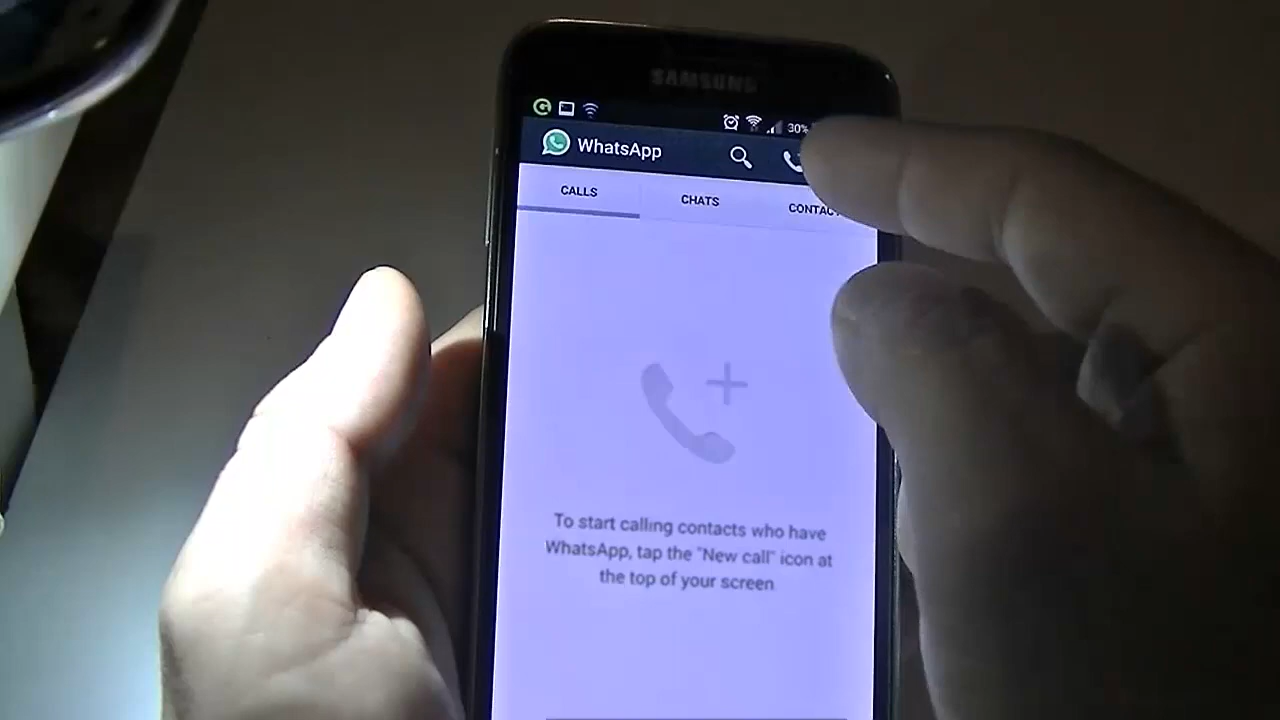 SAMSUNG
30%
WhatsApp
CALLS
CHATS
CONTAC
To start calling contacts who have
WhatsApp, tap the "New call" icon at
the top of your screen